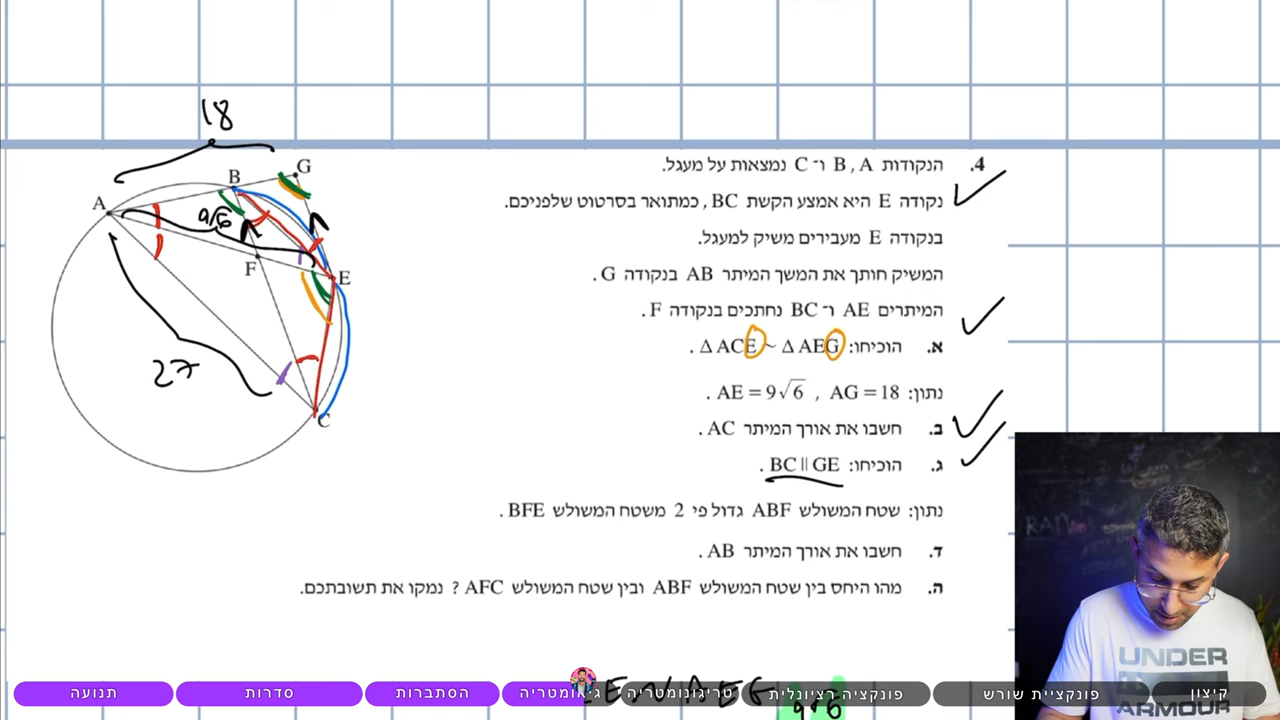 18
4. הנקודות B , A ו־ C נמצאות על מעגל.
נקודה E היא אמצע הקשת BC , כמתואר בסרטוט שלפניכם.
בנקודה E מעבירים משיק למעגל.
המשיק חותך את המשך המיתר AB בנקודה G .
המיתרים AE ו־ BC נחתכים בנקודה F .
א. הוכיחו: ΔACE ~ ΔAEG .
נתון: AE = 9√6 , AG = 18 .
ב. חשבו את אורך המיתר AC .
ג. הוכיחו: BC || GE .
נתון: שטח המשולש ABF גדול פי 2 משטח המשולש BFE .
ד. חשבו את אורך המיתר AB .
ה. מהו היחס בין שטח המשולש ABF ובין שטח המשולש AFC ? נמקו את תשובתכם.
G
B
A
9√6
F
E
27
C
RAN
UNDER
ARMOUR
9√6
תנועה
סדרות
הסתברות
גיאומטריה
טריגונומטריה
פונקציה רציונלית
פונקציית שורש
קיצון